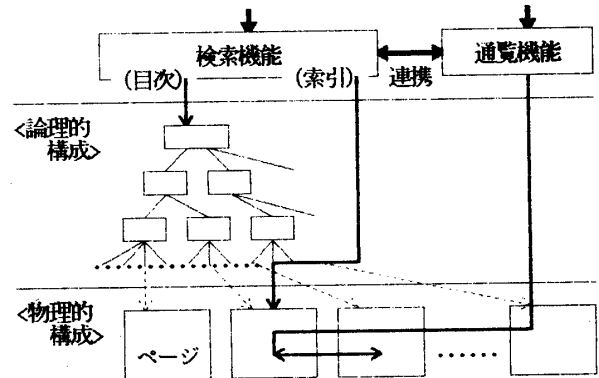 検索機能
通覧機能
(目次)
(索引)
連携
<論理的
構成>
<物理的
構成>
ページ